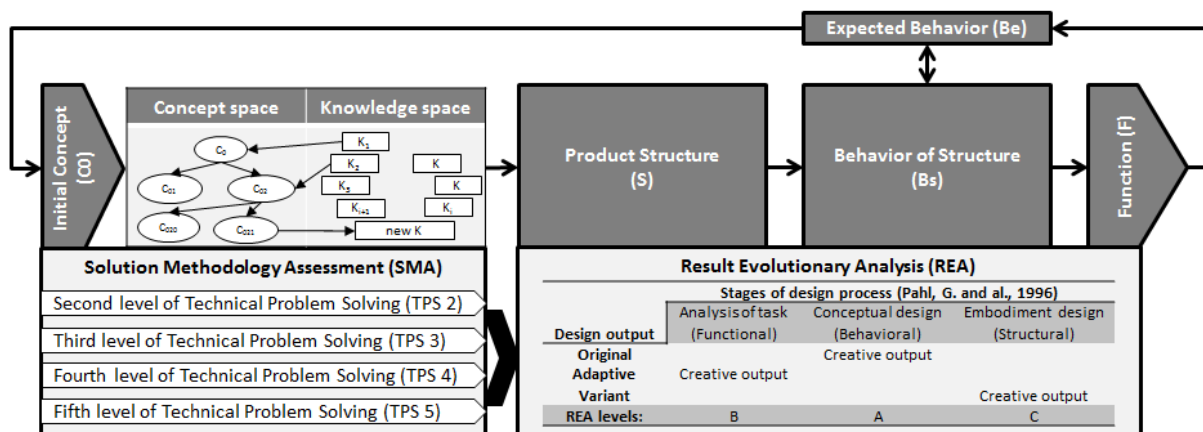 Expected Behavior (Be)
Initial Concept
(C0)
Concept space
Knowledge space
C0
C01
C02
C020
C021
K1
K2
K3
Ki+1
K
K
Ki
new K
Product Structure
(S)
Behavior of Structure
(Bs)
Function (F)
Solution Methodology Assessment (SMA)
Second level of Technical Problem Solving (TPS 2)
Third level of Technical Problem Solving (TPS 3)
Fourth level of Technical Problem Solving (TPS 4)
Fifth level of Technical Problem Solving (TPS 5)
Result Evolutionary Analysis (REA)
Stages of design process (Pahl, G. and al., 1996)
Analysis of task Conceptual design Embodiment design
Design output (Functional) (Behavioral) (Structural)
Original Creative output
Adaptive Creative output
Variant Creative output
REA levels: B A C